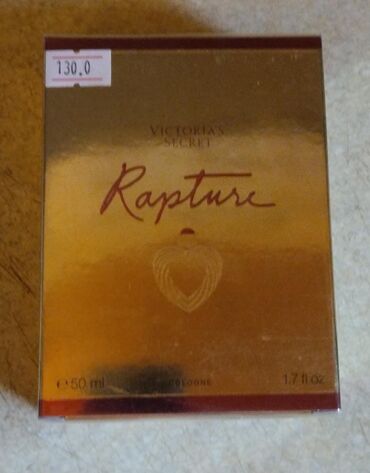 130.0
VICTORIA'S
SECRET
Rapture
e 50 ml COLOGNE 1.7 fl oz